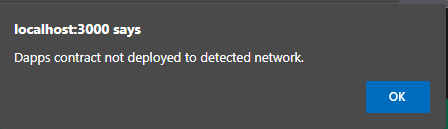 localhost:3000 says
Dapps contract not deployed to detected network.
OK